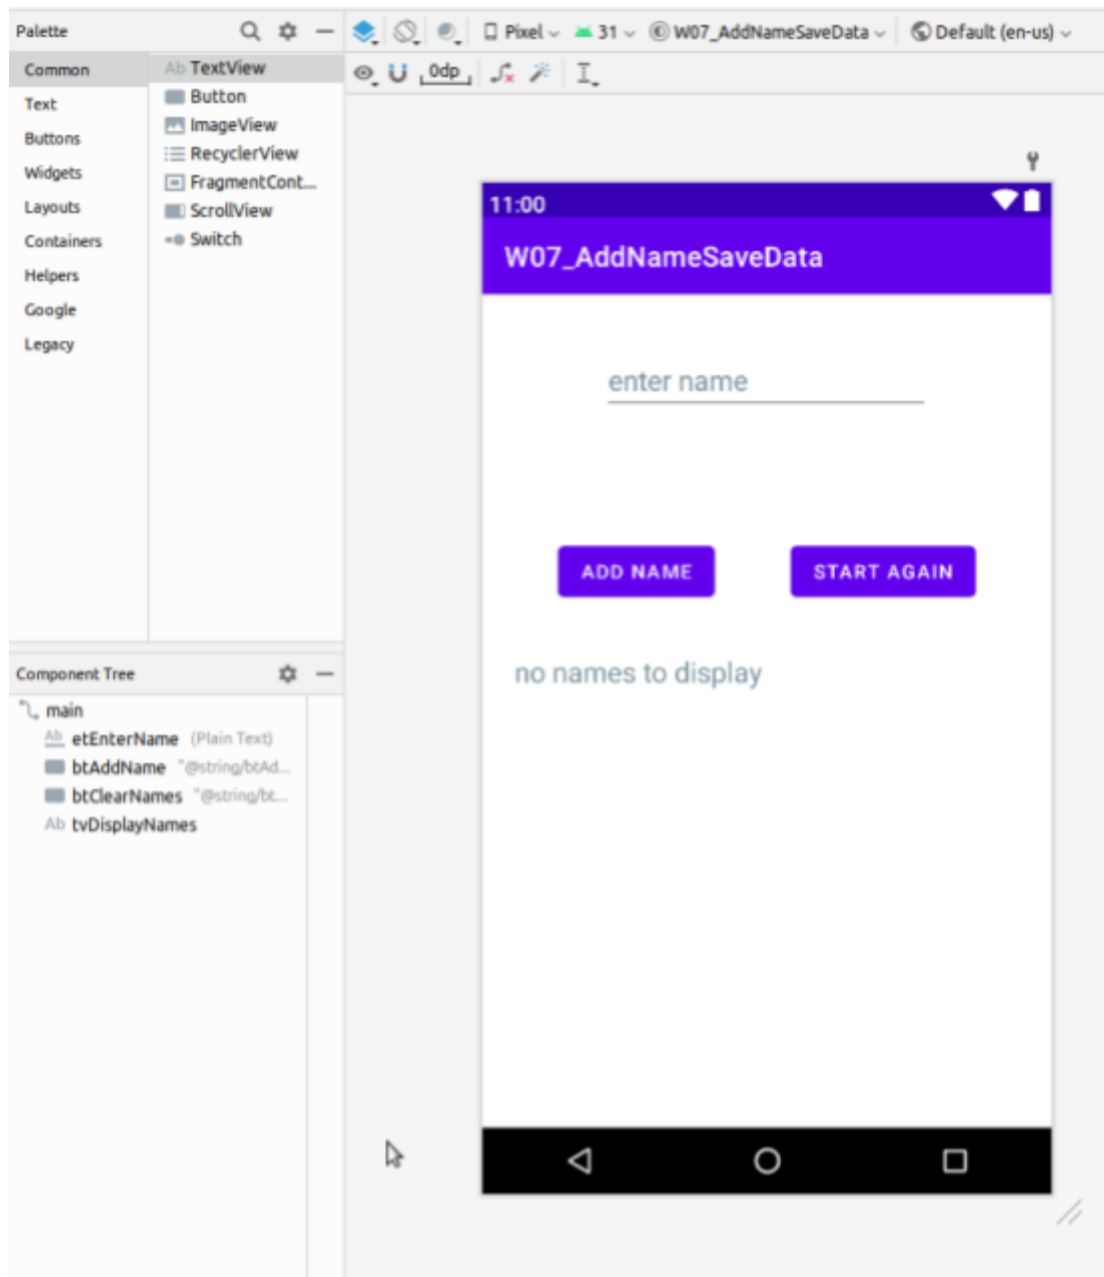 Palette
Pixel 31 W07_AddNameSaveData Default (en-us)
Common
Text
Buttons
Widgets
Layouts
Containers
Helpers
Google
Legacy
Ab TextView
Button
ImageView
RecyclerView
FragmentCont...
ScrollView
Switch
0dp
11:00
W07_AddNameSaveData
enter name
ADD NAME START AGAIN
no names to display
Component Tree
main
Ab etEnterName (Plain Text)
btAddName "@string/btAd...
btClearNames "@string/bt...
Ab tvDisplayNames